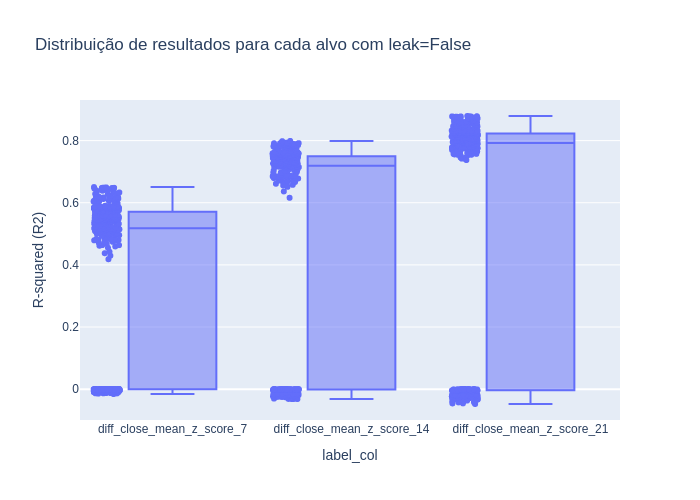 Distribuição de resultados para cada alvo com leak=False
R-squared (R2)
0.8
0.6
0.4
0.2
0
diff_close_mean_z_score_7
diff_close_mean_z_score_14
diff_close_mean_z_score_21
label_col